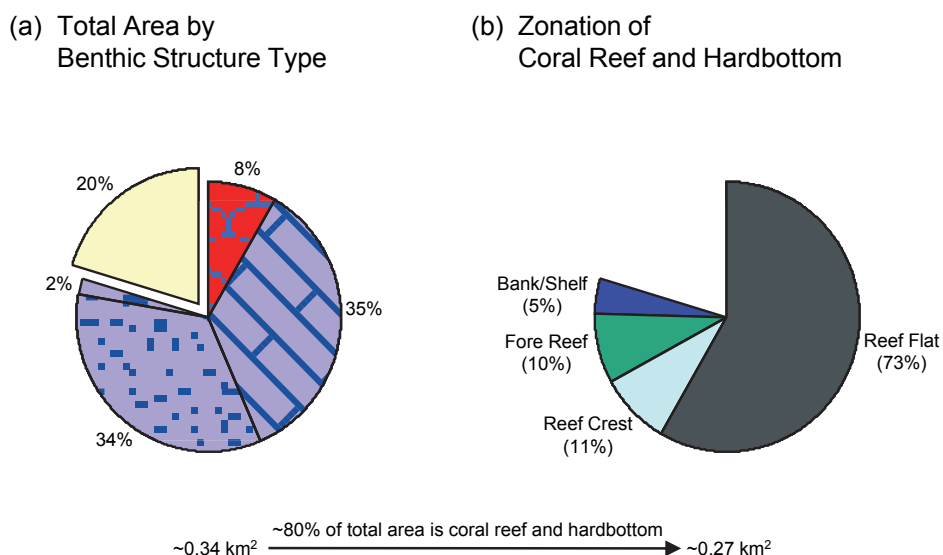 (a) Total Area by
Benthic Structure Type
(b) Zonation of
Coral Reef and Hardbottom
8%
20%
2%
35%
34%
Bank/Shelf
(5%)
Fore Reef
(10%)
Reef Flat
(73%)
Reef Crest
(11%)
~80% of total area is coral reef and hardbottom
~0.34 km²
~0.27 km²